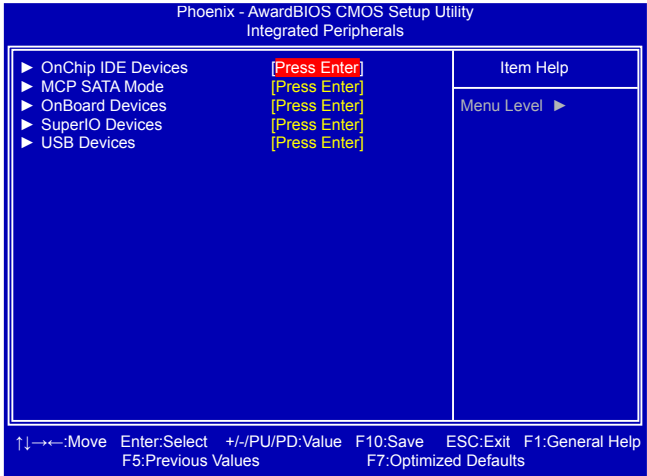 Phoenix - AwardBIOS CMOS Setup Utility
Integrated Peripherals
► OnChip IDE Devices [Press Enter]
► MCP SATA Mode [Press Enter]
► OnBoard Devices [Press Enter]
► SuperIO Devices [Press Enter]
► USB Devices [Press Enter]
Item Help
Menu Level ►
↑↓→←:Move Enter:Select +/-/PU/PD:Value F10:Save ESC:Exit F1:General Help
F5:Previous Values F7:Optimized Defaults